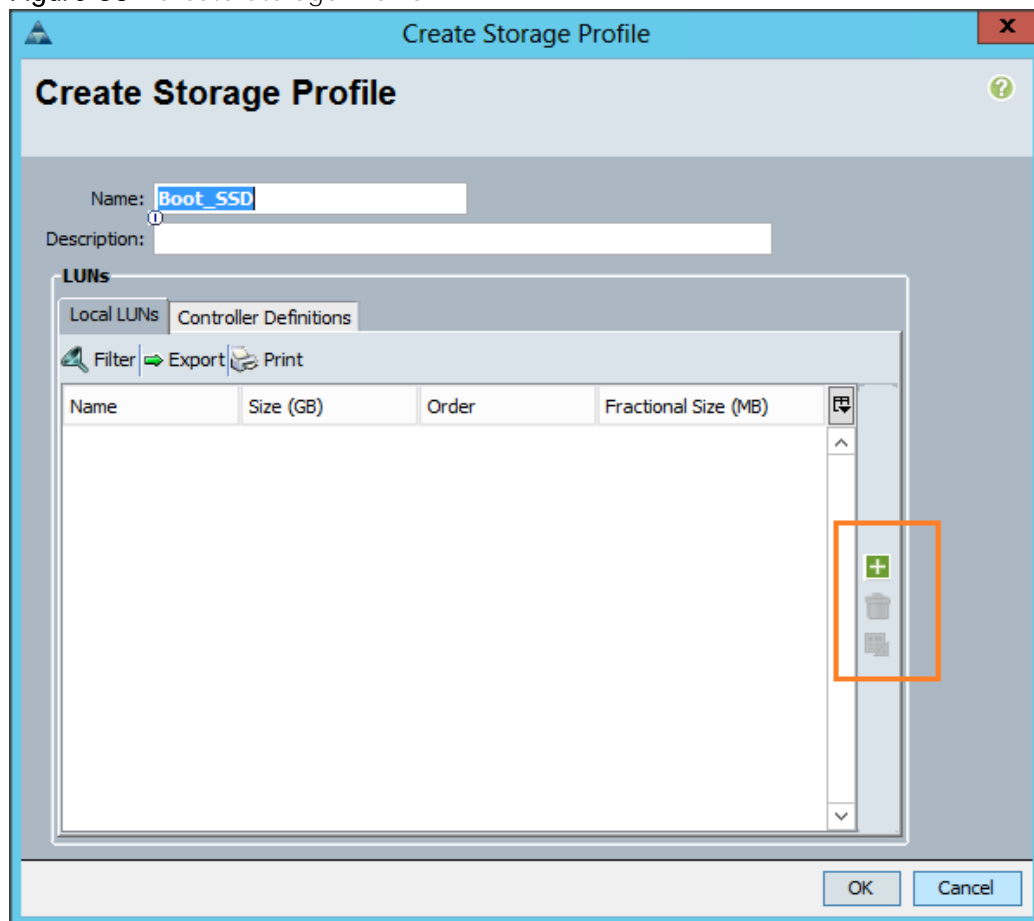 Create Storage Profile
x
Create Storage Profile
?
Name: Boot_SSD
Description:
LUNs
Local LUNs Controller Definitions
Filter Export Print
Name Size (GB) Order Fractional Size (MB)
OK Cancel